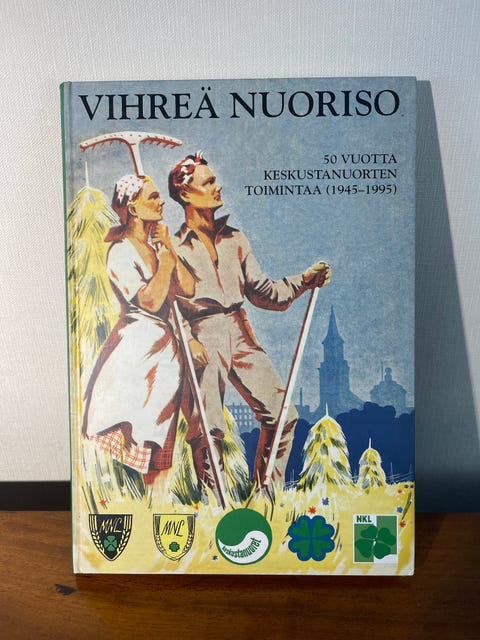 VIHREÄ NUORISO
50 VUOTTA
KESKUSTANUORTEN
TOIMINTAA (1945–1995)
MNL
MNL
keskustanuoret
NKL